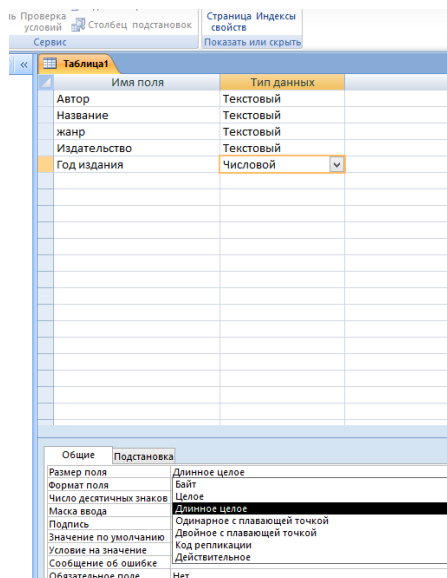 ь Проверка
условий Столбец подстановок
Страница Индексы
свойств
Сервис
Показать или скрыть
« Таблица1
Имя поля Тип данных
Автор Текстовый
Название Текстовый
жанр Текстовый
Издательство Текстовый
Год издания Числовой
Общие Подстановка
Размер поля Длинное целое
Формат поля Байт
Число десятичных знаков Целое
Маска ввода Длинное целое
Подпись Одинарное с плавающей точкой
Значение по умолчанию Двойное с плавающей точкой
Условие на значение Код репликации
Сообщение об ошибке Действительное
Обязательное поле Нет